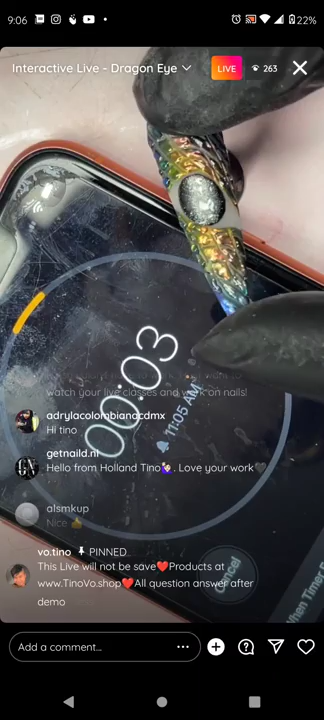 9:06
22%
Interactive Live - Dragon Eye
LIVE
263
00:03
11:05 AM
watch your live classes and work on nails!
adrylacolombianacdmx
Hi tino
getnaild.nl
Hello from Holland Tino💁🏻‍♀️. Love your work🖤
alsmkup
Nice 👍
vo.tino 📌 PINNED
This Live will not be save❤️Products at
www.TinoVo.shop❤️All question answer after
demo
Cancel
When Timer
Add a comment...